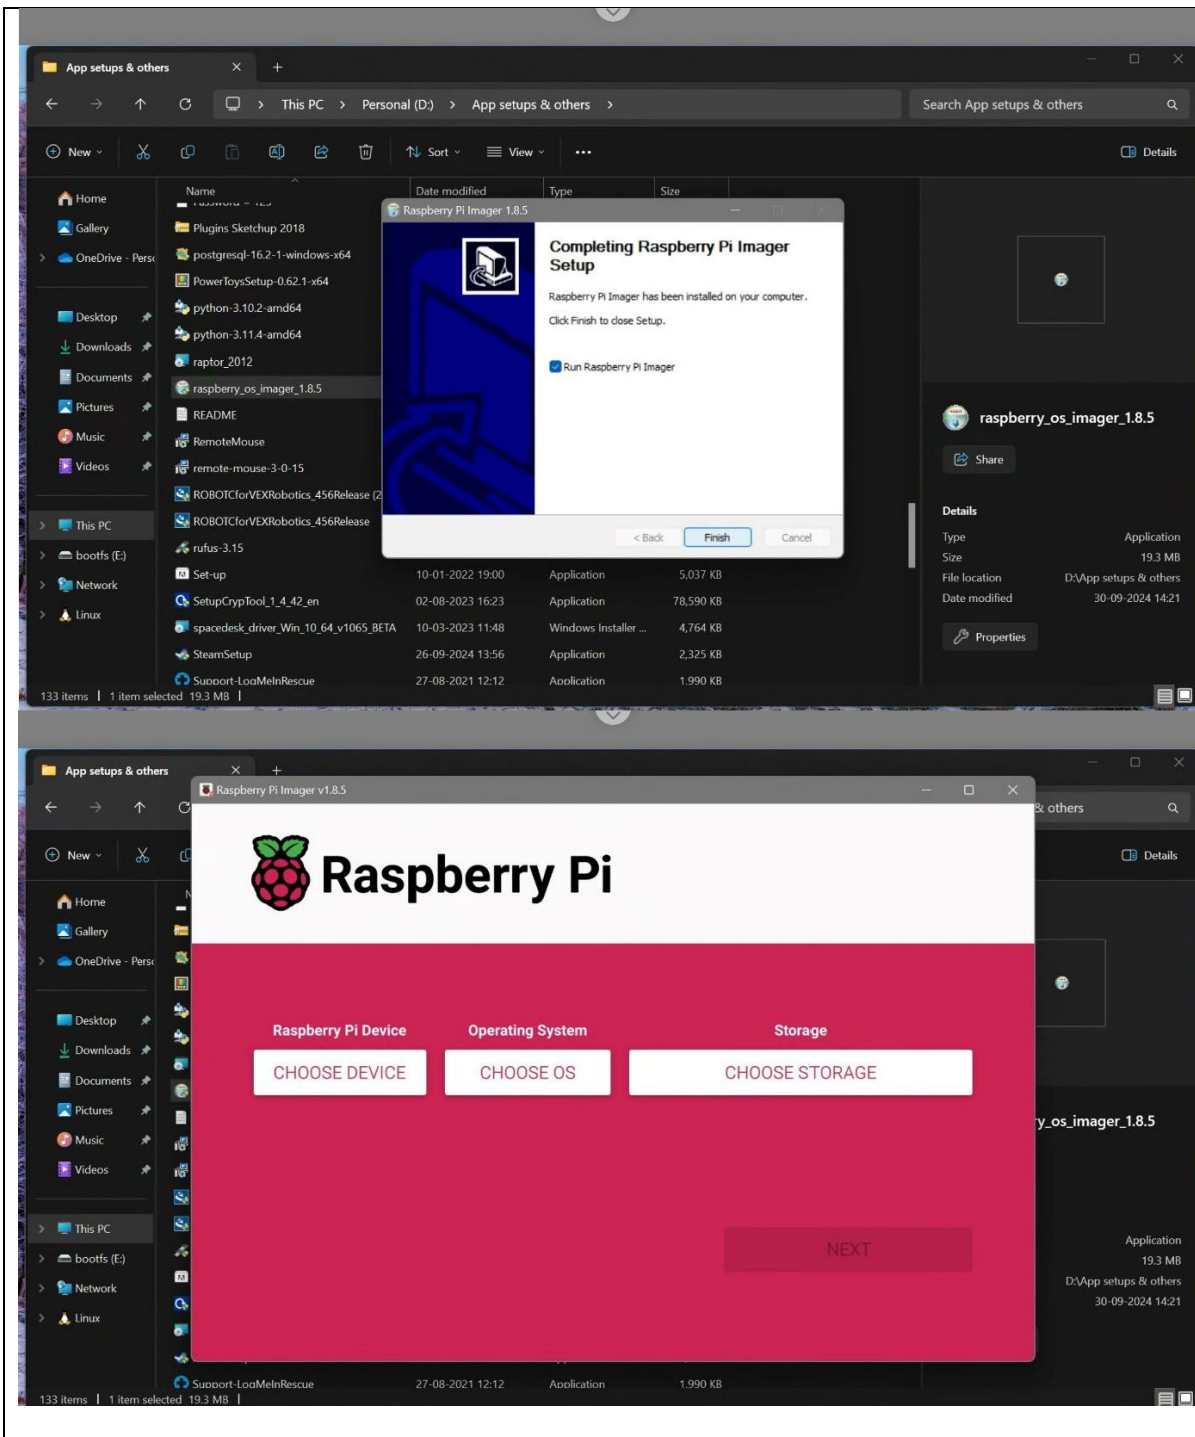 App setups & othe
This PC > Personal (D:) > App setups & others >
Search App setups & others
New
Sort
View
Details
Home
Gallery
OneDrive - Perso
Desktop
Downloads
Documents
Pictures
Music
Videos
This PC
bootfs (E:)
Network
Linux
Name Date modified Type Size
Plugins Sketchup 2018
postgresql-16.2-1-windows-x64
PowerToysSetup-0.62.1-x64
python-3.10.2-amd64
python-3.11.4-amd64
raptor_2012
raspberry_os_imager_1.8.5
README
RemoteMouse
remote-mouse-3-0-15
ROBOTCforVEXRobotics_456Release (2
ROBOTCforVEXRobotics_456Release
rufus-3.15
Set-up 10-01-2022 19:00 Application 5,037 KB
SetupCrypTool_1_4_42_en 02-08-2023 16:23 Application 78,590 KB
spacedesk_driver_Win_10_64_v1065_BETA 10-03-2023 11:48 Windows Installer ... 4,764 KB
SteamSetup 26-09-2024 13:56 Application 2,325 KB
Support-LogMeInRescue 27-08-2021 12:12 Application 1,990 KB
Raspberry Pi Imager 1.8.5
Completing Raspberry Pi Imager
Setup
Raspberry Pi Imager has been installed on your computer.
Click Finish to close Setup.
Run Raspberry Pi Imager
< Back Finish Cancel
raspberry_os_imager_1.8.5
Share
Details
Type Application
Size 19.3 MB
File location D:\App setups & others
Date modified 30-09-2024 14:21
Properties
133 items | 1 item selected 19.3 MB |
App setups & othe
& others
New
Details
Home
Gallery
OneDrive - Perso
Desktop
Downloads
Documents
Pictures
Music
Videos
This PC
bootfs (E:)
Network
Linux
Raspberry Pi Imager v1.8.5
Raspberry Pi
Raspberry Pi Device Operating System Storage
CHOOSE DEVICE CHOOSE OS CHOOSE STORAGE
NEXT
y_os_imager_1.8.5
Application
19.3 MB
D:\App setups & others
30-09-2024 14:21
Support-LogMeInRescue 27-08-2021 12:12 Application 1,990 KB
133 items | 1 item selected 19.3 MB |